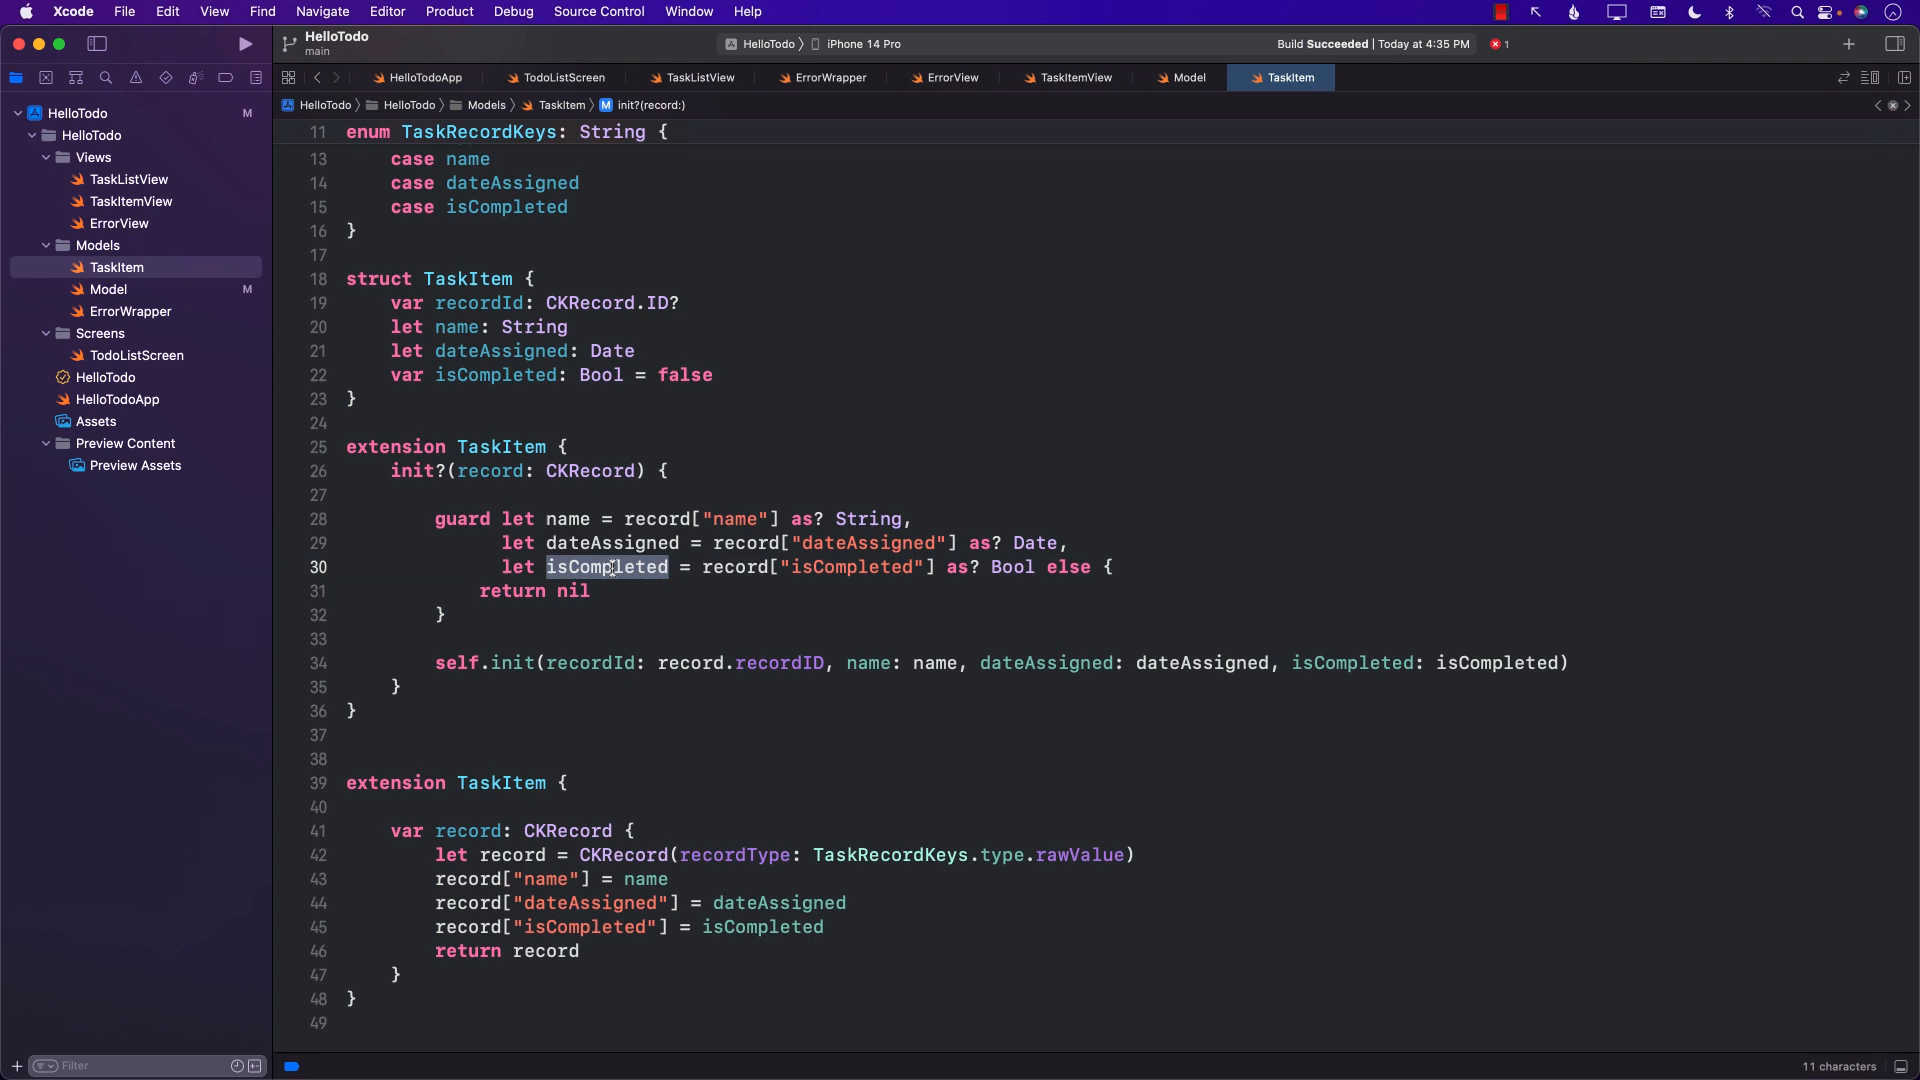 Xcode File Edit View Find Navigate Editor Product Debug Source Control Window Help
HelloTodo
main
HelloTodo iPhone 14 Pro
Build Succeeded | Today at 4:35 PM 1
HelloTodoApp TodoListScreen TaskListView ErrorWrapper ErrorView TaskItemView Model TaskItem
HelloTodo HelloTodo Models TaskItem M init?(record:)
HelloTodo M
HelloTodo
Views
TaskListView
TaskItemView
ErrorView
Models
TaskItem
Model M
ErrorWrapper
Screens
TodoListScreen
HelloTodo
HelloTodoApp
Assets
Preview Content
Preview Assets
Filter
11 enum TaskRecordKeys: String {
13 case name
14 case dateAssigned
15 case isCompleted
16 }
17
18 struct TaskItem {
19 var recordId: CKRecord.ID?
20 let name: String
21 let dateAssigned: Date
22 var isCompleted: Bool = false
23 }
24
25 extension TaskItem {
26 init?(record: CKRecord) {
27
28 guard let name = record["name"] as? String,
29 let dateAssigned = record["dateAssigned"] as? Date,
30 let isCompleted = record["isCompleted"] as? Bool else {
31 return nil
32 }
33
34 self.init(recordId: record.recordID, name: name, dateAssigned: dateAssigned, isCompleted: isCompleted)
35 }
36 }
37
38
39 extension TaskItem {
40
41 var record: CKRecord {
42 let record = CKRecord(recordType: TaskRecordKeys.type.rawValue)
43 record["name"] = name
44 record["dateAssigned"] = dateAssigned
45 record["isCompleted"] = isCompleted
46 return record
47 }
48 }
49
11 characters